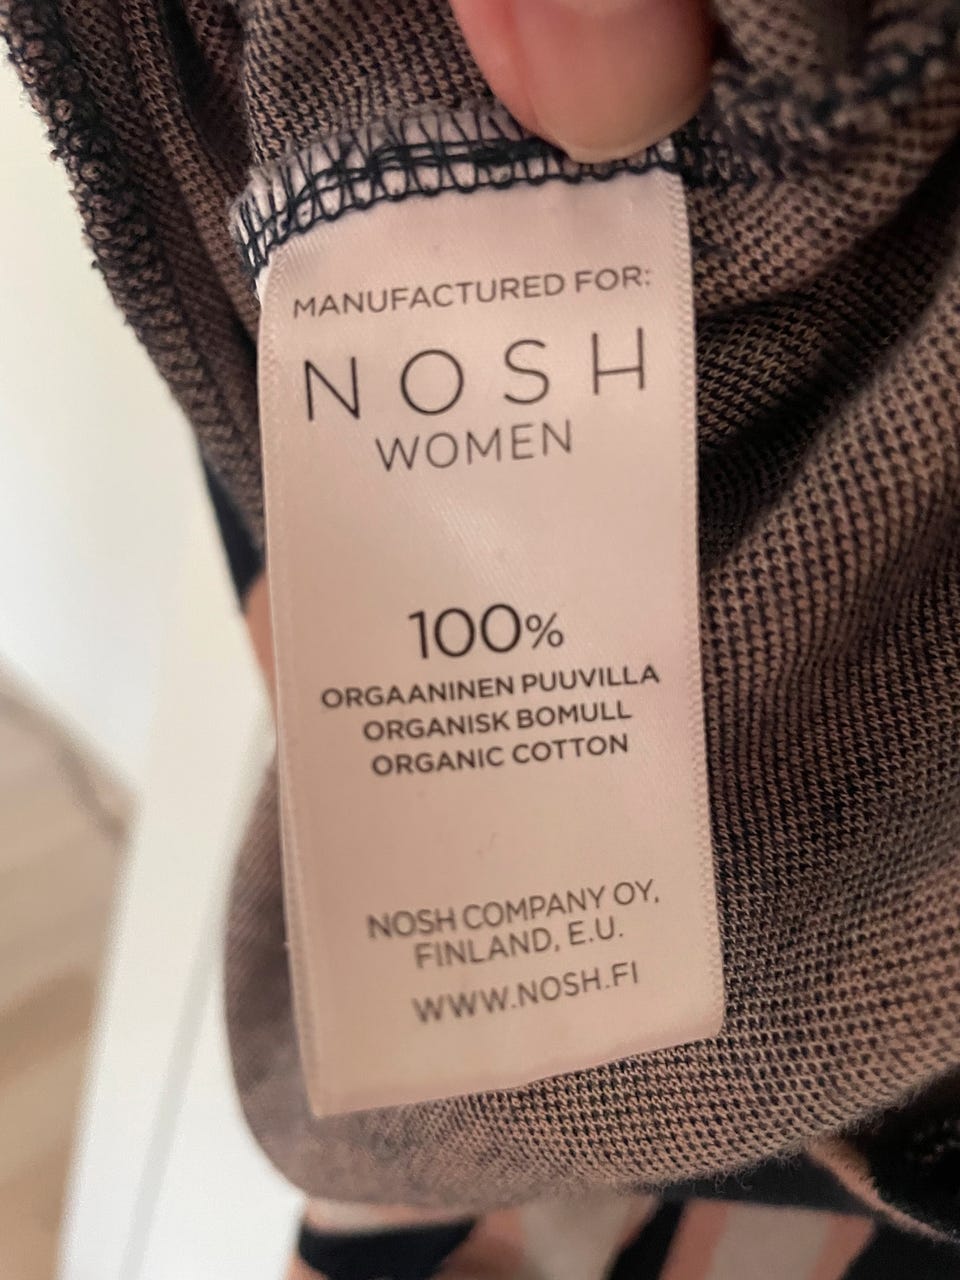 MANUFACTURED FOR:
NOSH
WOMEN
100%
ORGAANINEN PUUVILLA
ORGANISK BOMULL
ORGANIC COTTON
NOSH COMPANY OY,
FINLAND, E.U.
WWW.NOSH.FI